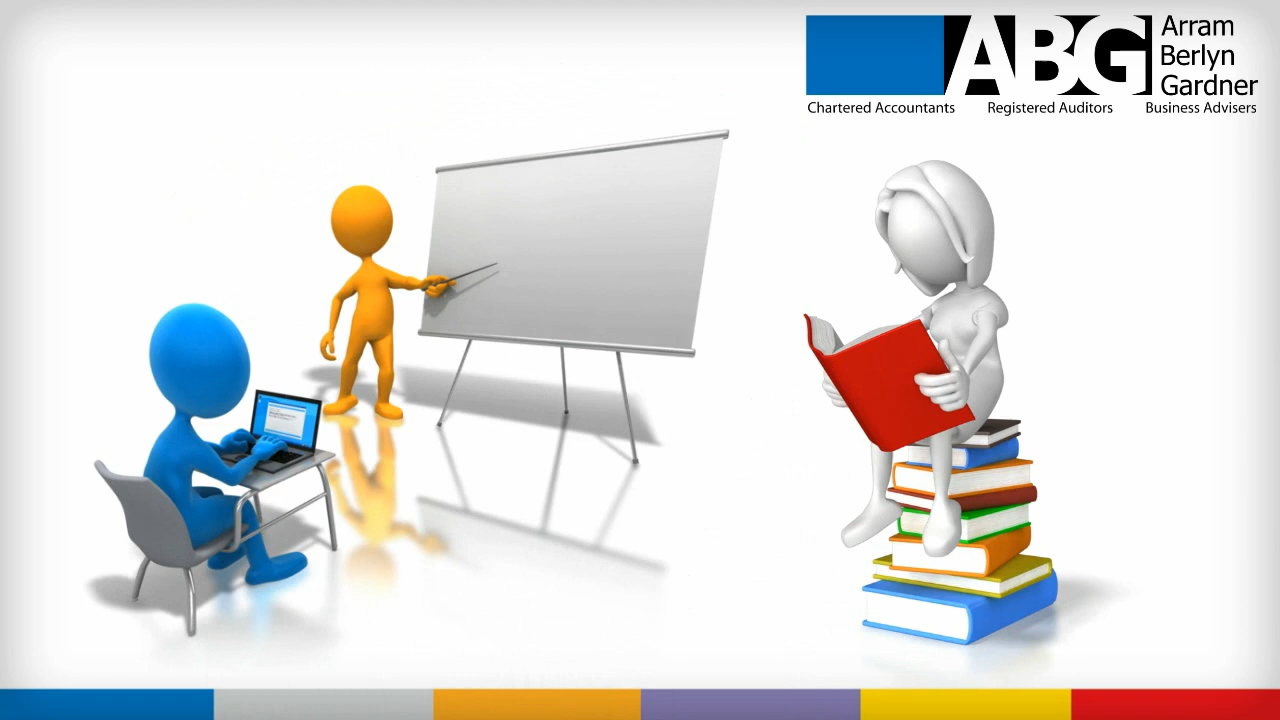 ABG
Arram
Berlyn
Gardner
Chartered Accountants Registered Auditors Business Advisers